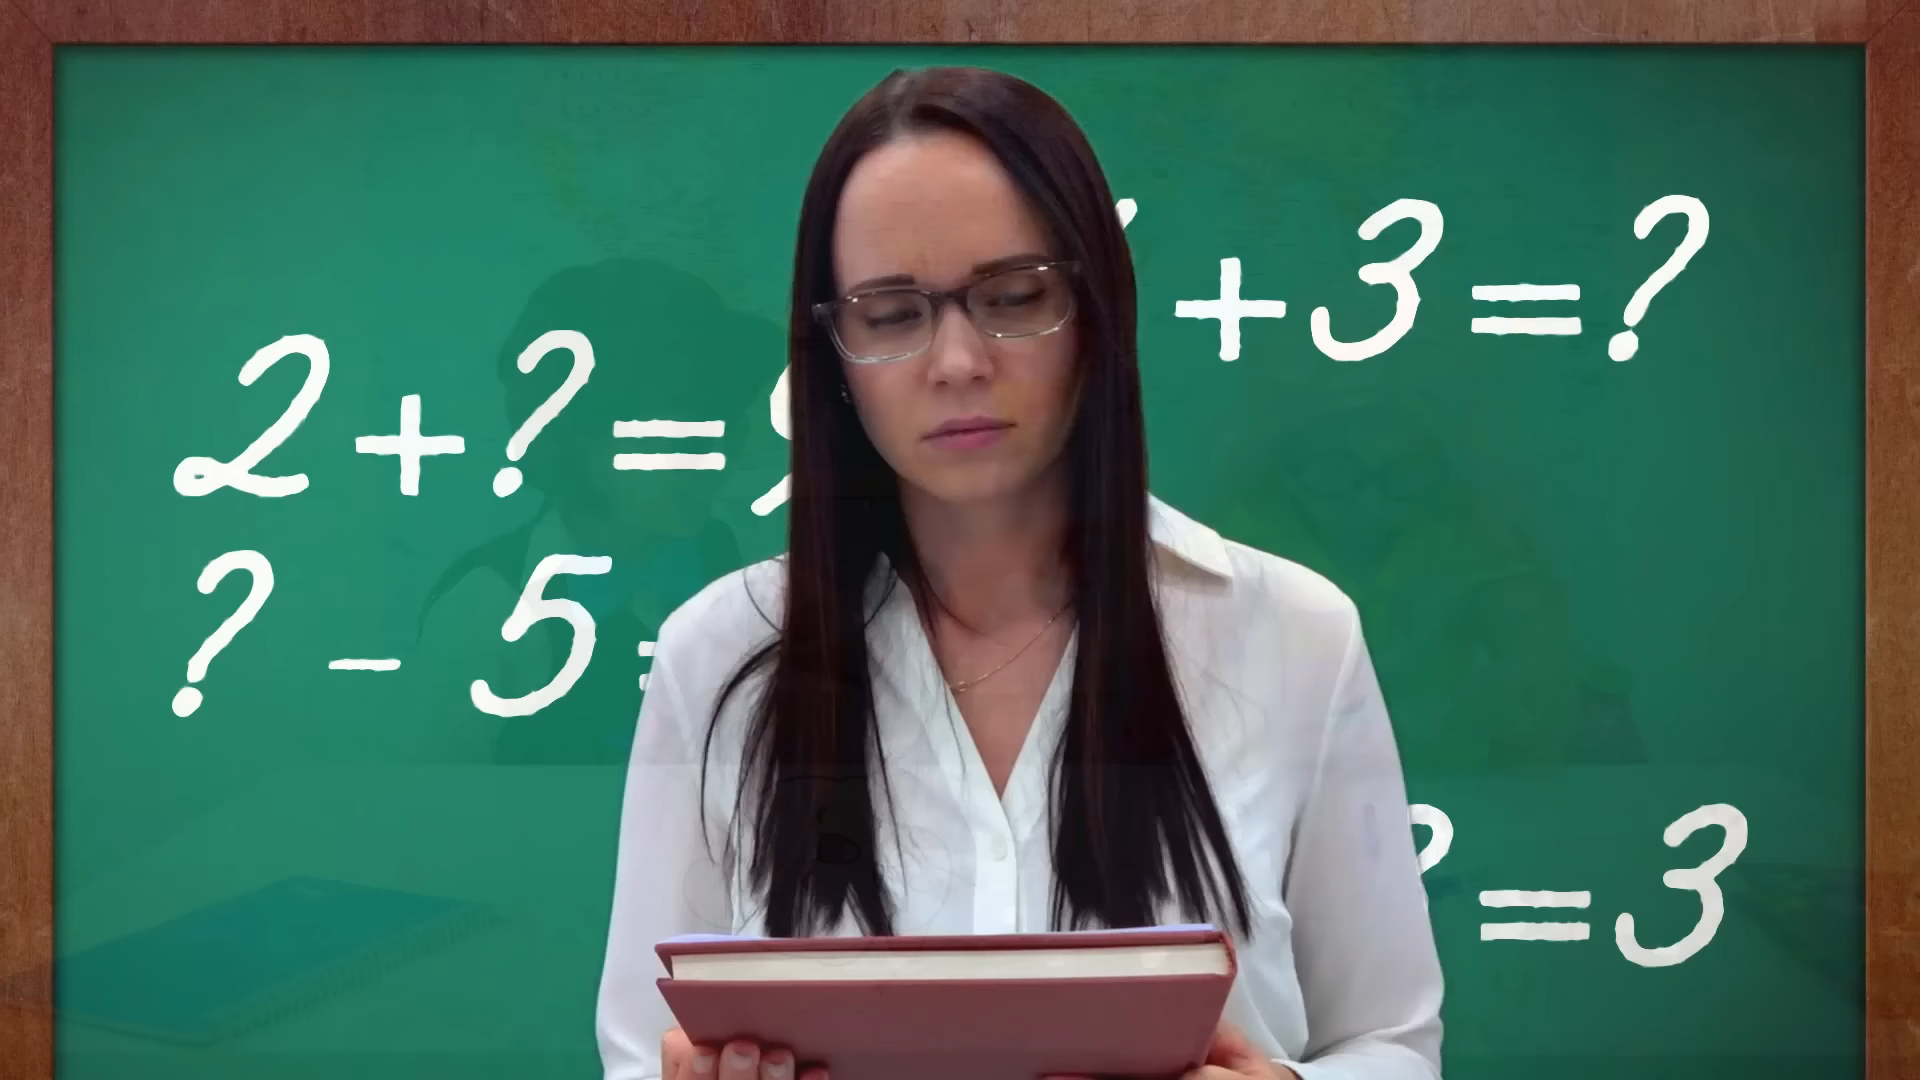 +3=?
2+?=
? - 5
=3